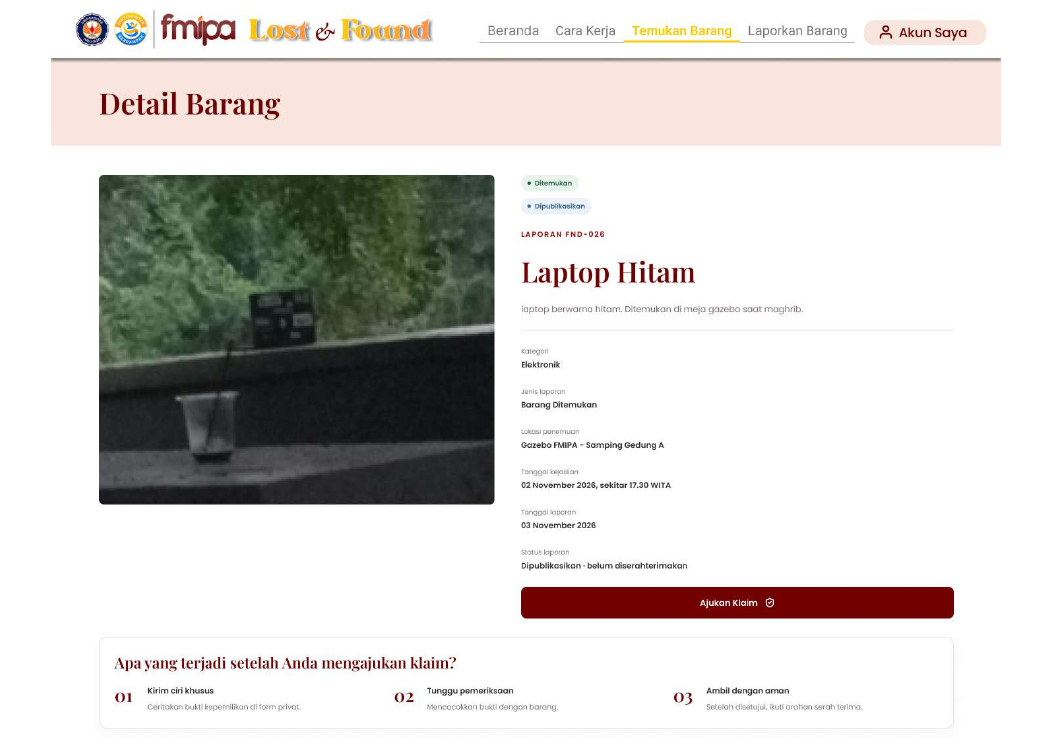 fmipa Lost & Found
Beranda Cara Kerja Temukan Barang Laporkan Barang Akun Saya
Detail Barang
Ditemukan
Dipublikasikan
LAPORAN FND-026
Laptop Hitam
laptop berwarna hitam. Ditemukan di meja gazebo saat maghrib.
Kategori
Elektronik
Jenis laporan
Barang Ditemukan
Lokasi penemuan
Gazebo FMIPA - Samping Gedung A
Tanggal kejadian
02 November 2026, sekitar 17.30 WITA
Tanggal laporan
03 November 2026
Status laporan
Dipublikasikan · belum diserahterimakan
Ajukan Klaim
Apa yang terjadi setelah Anda mengajukan klaim?
01 Kirim ciri khusus
Ceritakan bukti kepemilikan di form privat.
02 Tunggu pemeriksaan
Mencocokkan bukti dengan barang.
03 Ambil dengan aman
Setelah disetujui, ikuti arahan serah terima.